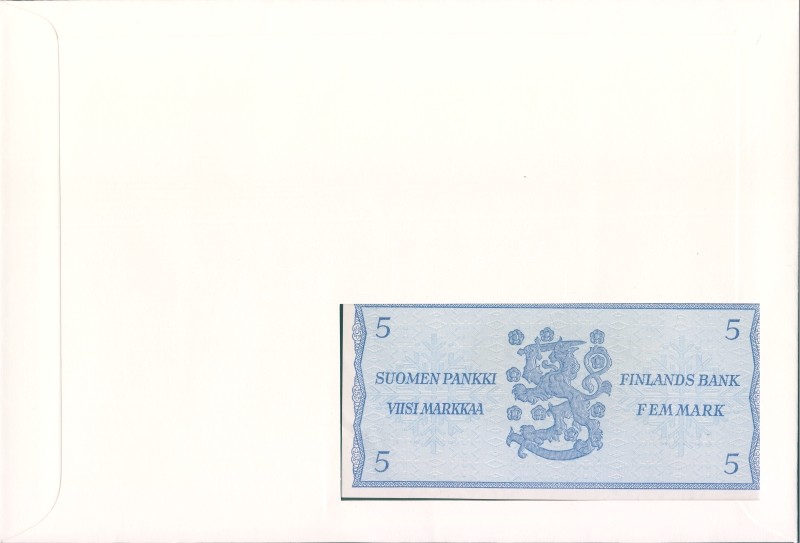 5 5
SUOMEN PANKKI FINLANDS BANK
VIISI MARKKAA FEM MARK
5 5